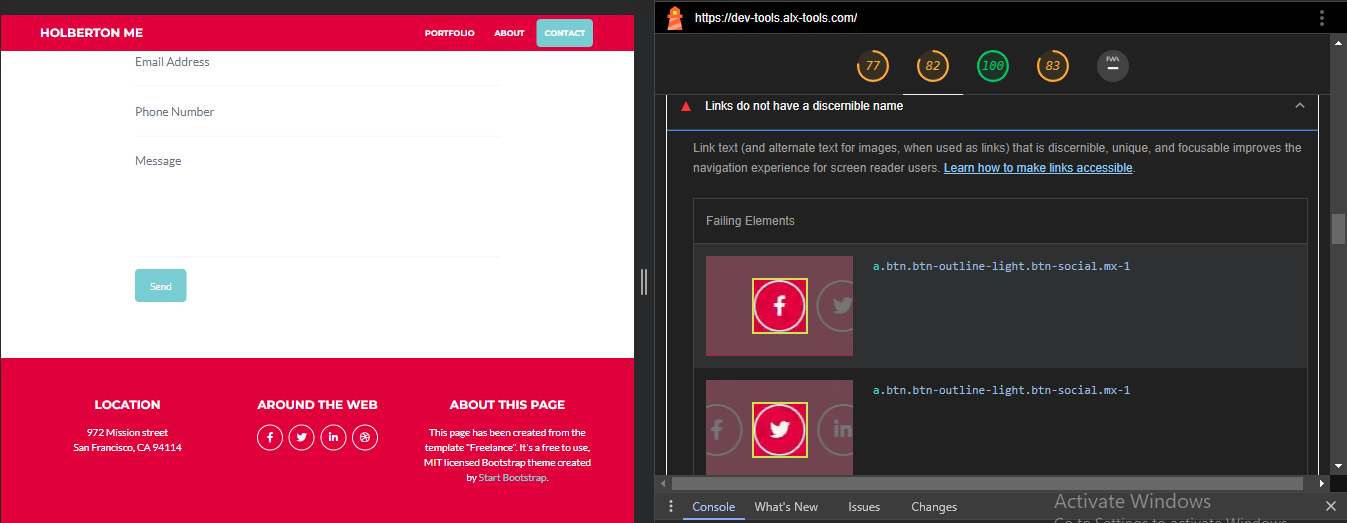 HOLBERTON ME
PORTFOLIO
ABOUT
CONTACT
Email Address
Phone Number
Message
Send
LOCATION
972 Mission street
San Francisco, CA 94114
AROUND THE WEB
ABOUT THIS PAGE
This page has been created from the
template "Freelance". It's a free to use,
MIT licensed Bootstrap theme created
by Start Bootstrap.
https://dev-tools.alx-tools.com/
77
82
100
83
PWA
Links do not have a discernible name
Link text (and alternate text for images, when used as links) that is discernible, unique, and focusable improves the
navigation experience for screen reader users. Learn how to make links accessible.
Failing Elements
a.btn.btn-outline-light.btn-social.mx-1
a.btn.btn-outline-light.btn-social.mx-1
Console
What's New
Issues
Changes
Activate Windows
Go to Settings to activate Windows.